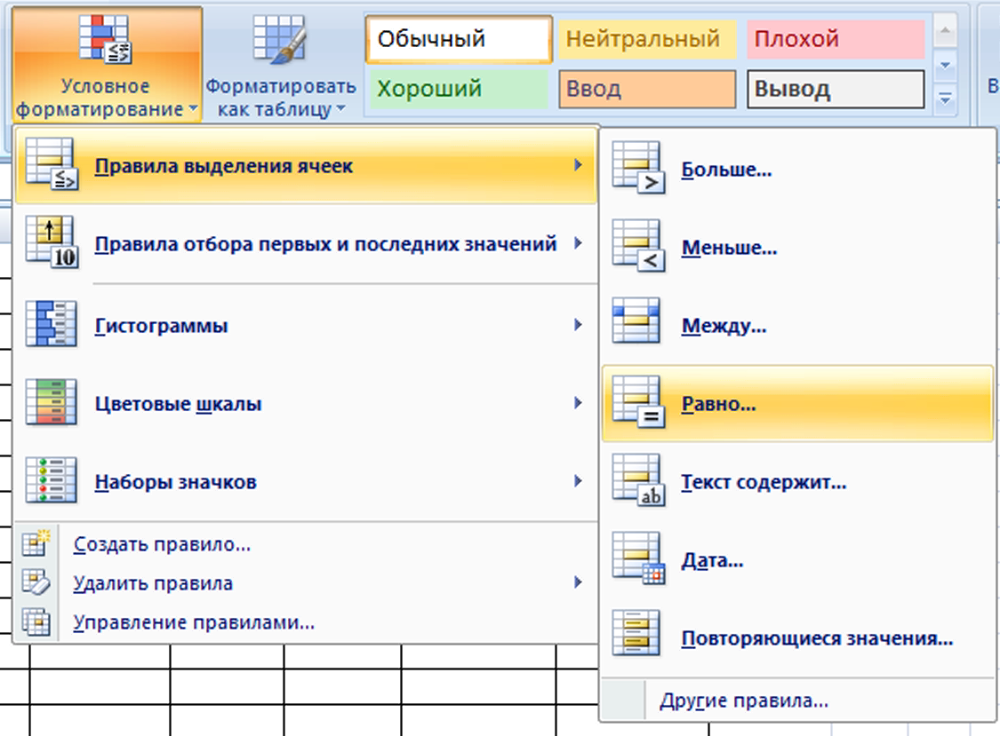 Условное
форматирование
Форматировать
как таблицу
Обычный
Нейтральный
Плохой
Хороший
Ввод
Вывод
В
Правила выделения ячеек
Правила отбора первых и последних значений
10
Гистограммы
Цветовые шкалы
Наборы значков
Создать правило...
Удалить правила
Управление правилами...
Больше...
>
Меньше...
<
Между...
Равно...
=
Текст содержит...
ab
Дата...
Повторяющиеся значения...
Другие правила...